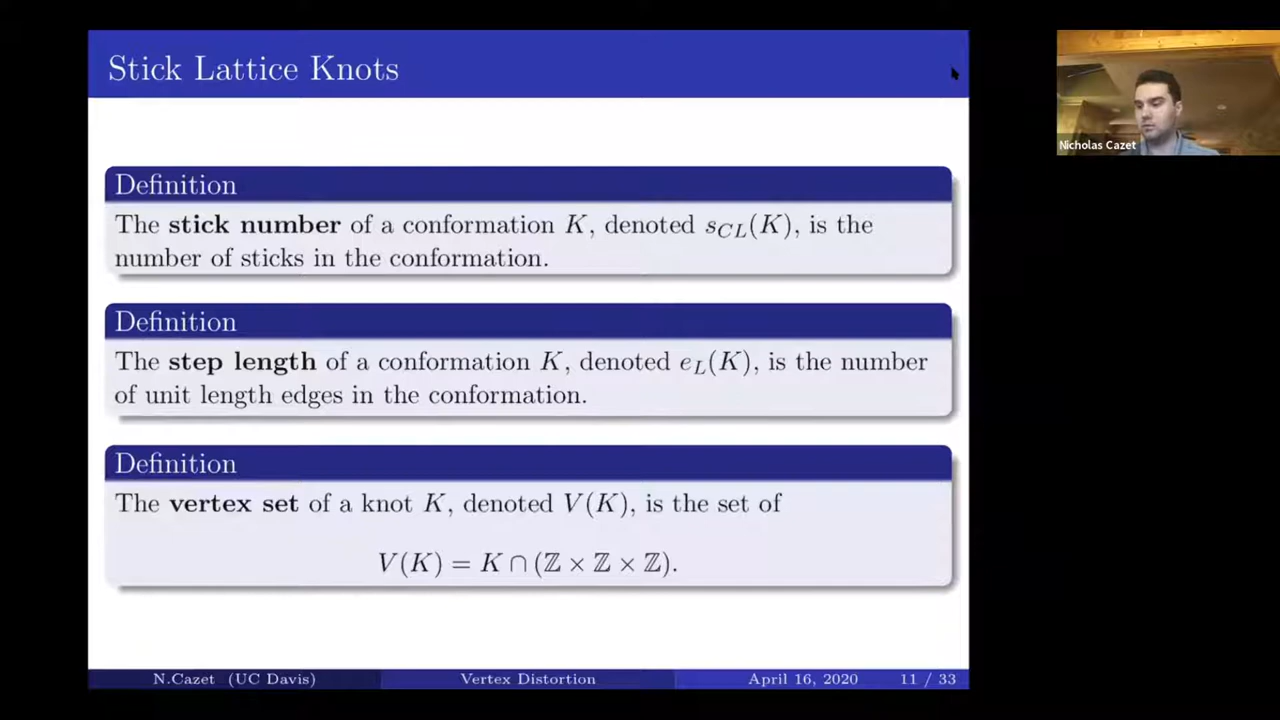 Stick Lattice Knots
Definition
The stick number of a conformation K, denoted s_{CL}(K), is the
number of sticks in the conformation.
Definition
The step length of a conformation K, denoted e_L(K), is the number
of unit length edges in the conformation.
Definition
The vertex set of a knot K, denoted V(K), is the set of
V(K) = K ∩ (ℤ × ℤ × ℤ).
N.Cazet (UC Davis) Vertex Distortion April 16, 2020 11 / 33
Nicholas Cazet